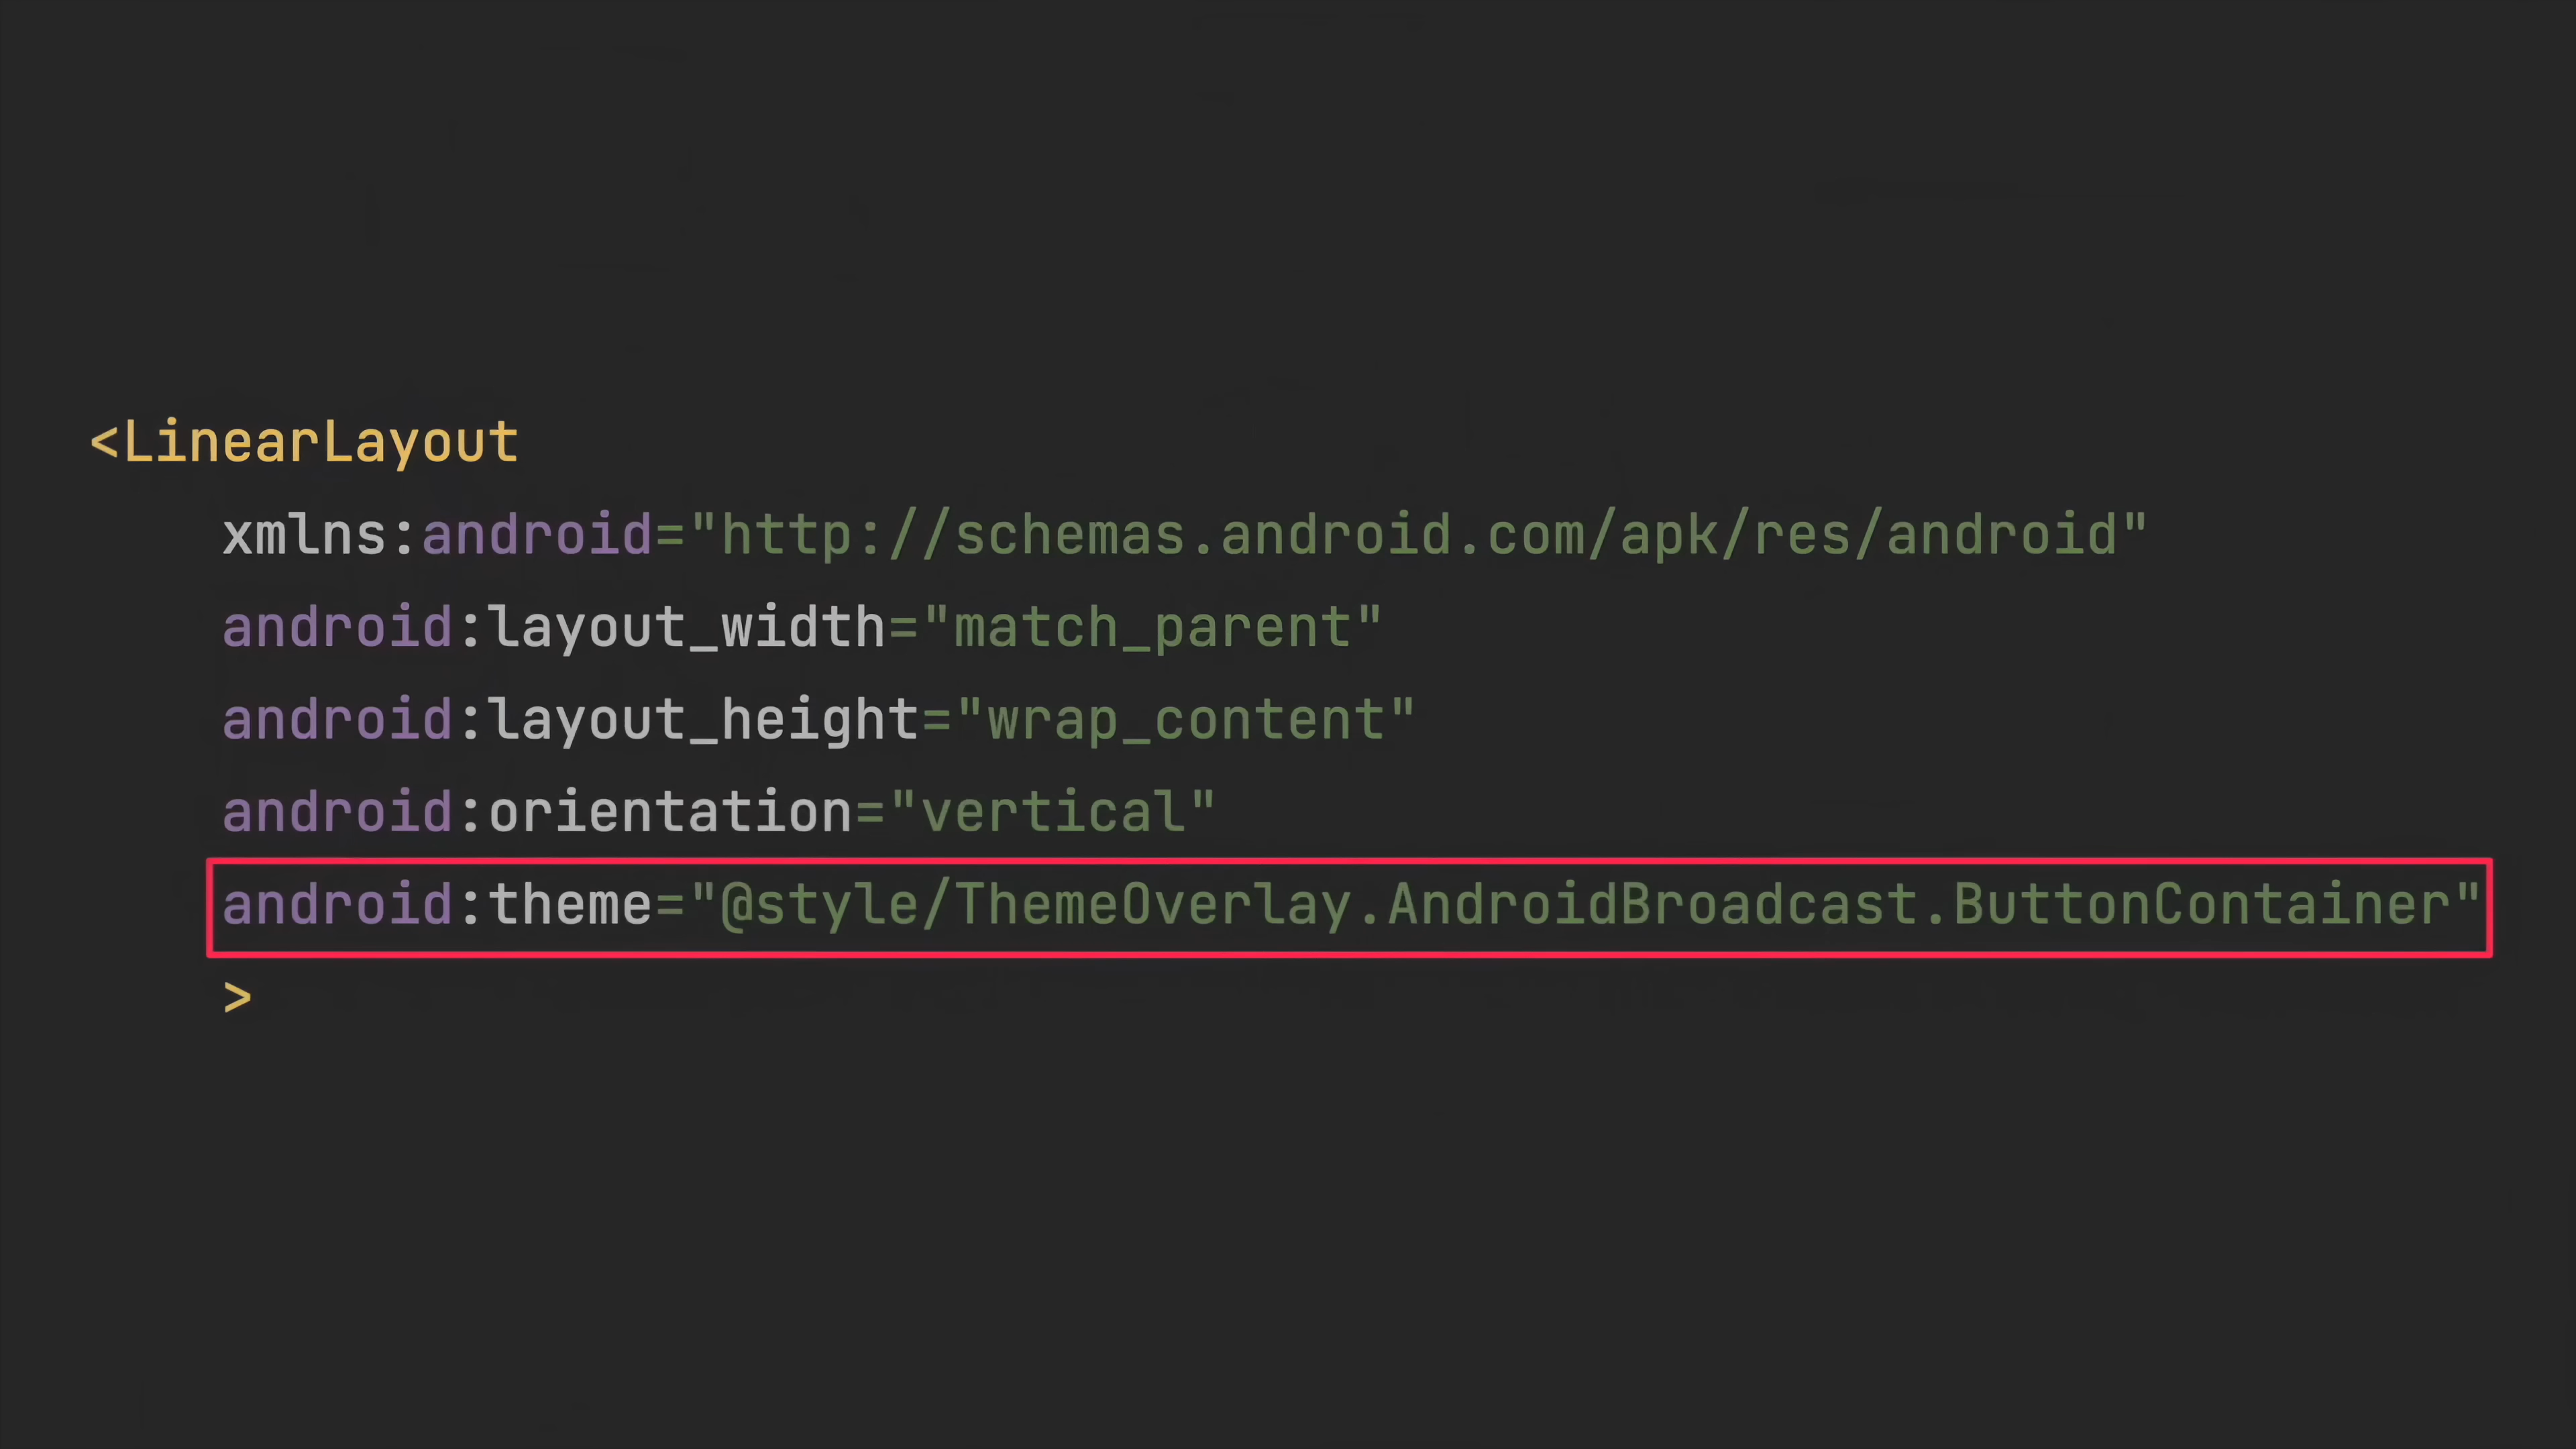 <LinearLayout
xmlns:android="http://schemas.android.com/apk/res/android"
android:layout_width="match_parent"
android:layout_height="wrap_content"
android:orientation="vertical"
android:theme="@style/ThemeOverlay.AndroidBroadcast.ButtonContainer"
>